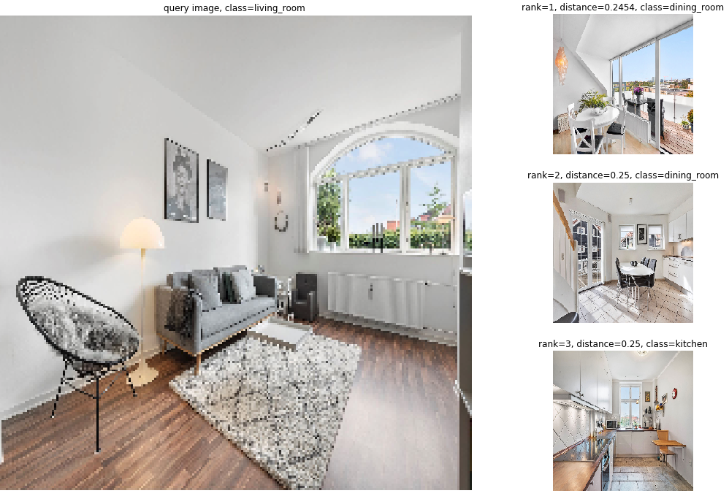 query image, class=living_room
rank=1, distance=0.2454, class=dining_room
rank=2, distance=0.25, class=dining_room
rank=3, distance=0.25, class=kitchen